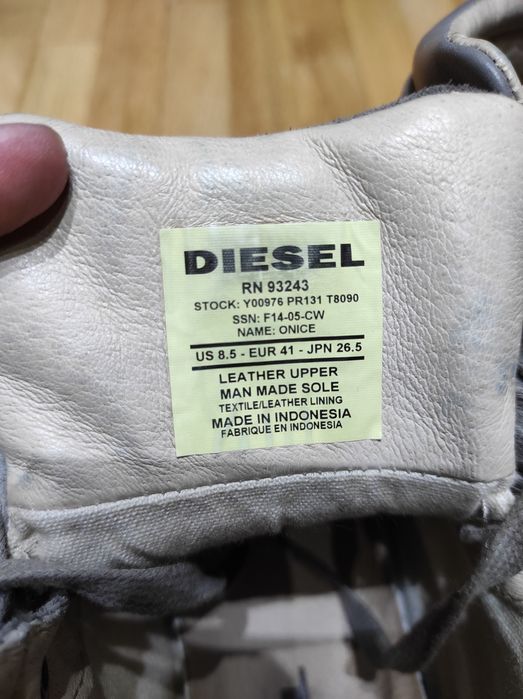 DIESEL
RN 93243
STOCK: Y00976 PR131 T8090
SSN: F14-05-CW
NAME: ONICE
US 8.5 - EUR 41 - JPN 26.5
LEATHER UPPER
MAN MADE SOLE
TEXTILE/LEATHER LINING
MADE IN INDONESIA
FABRIQUE EN INDONESIA